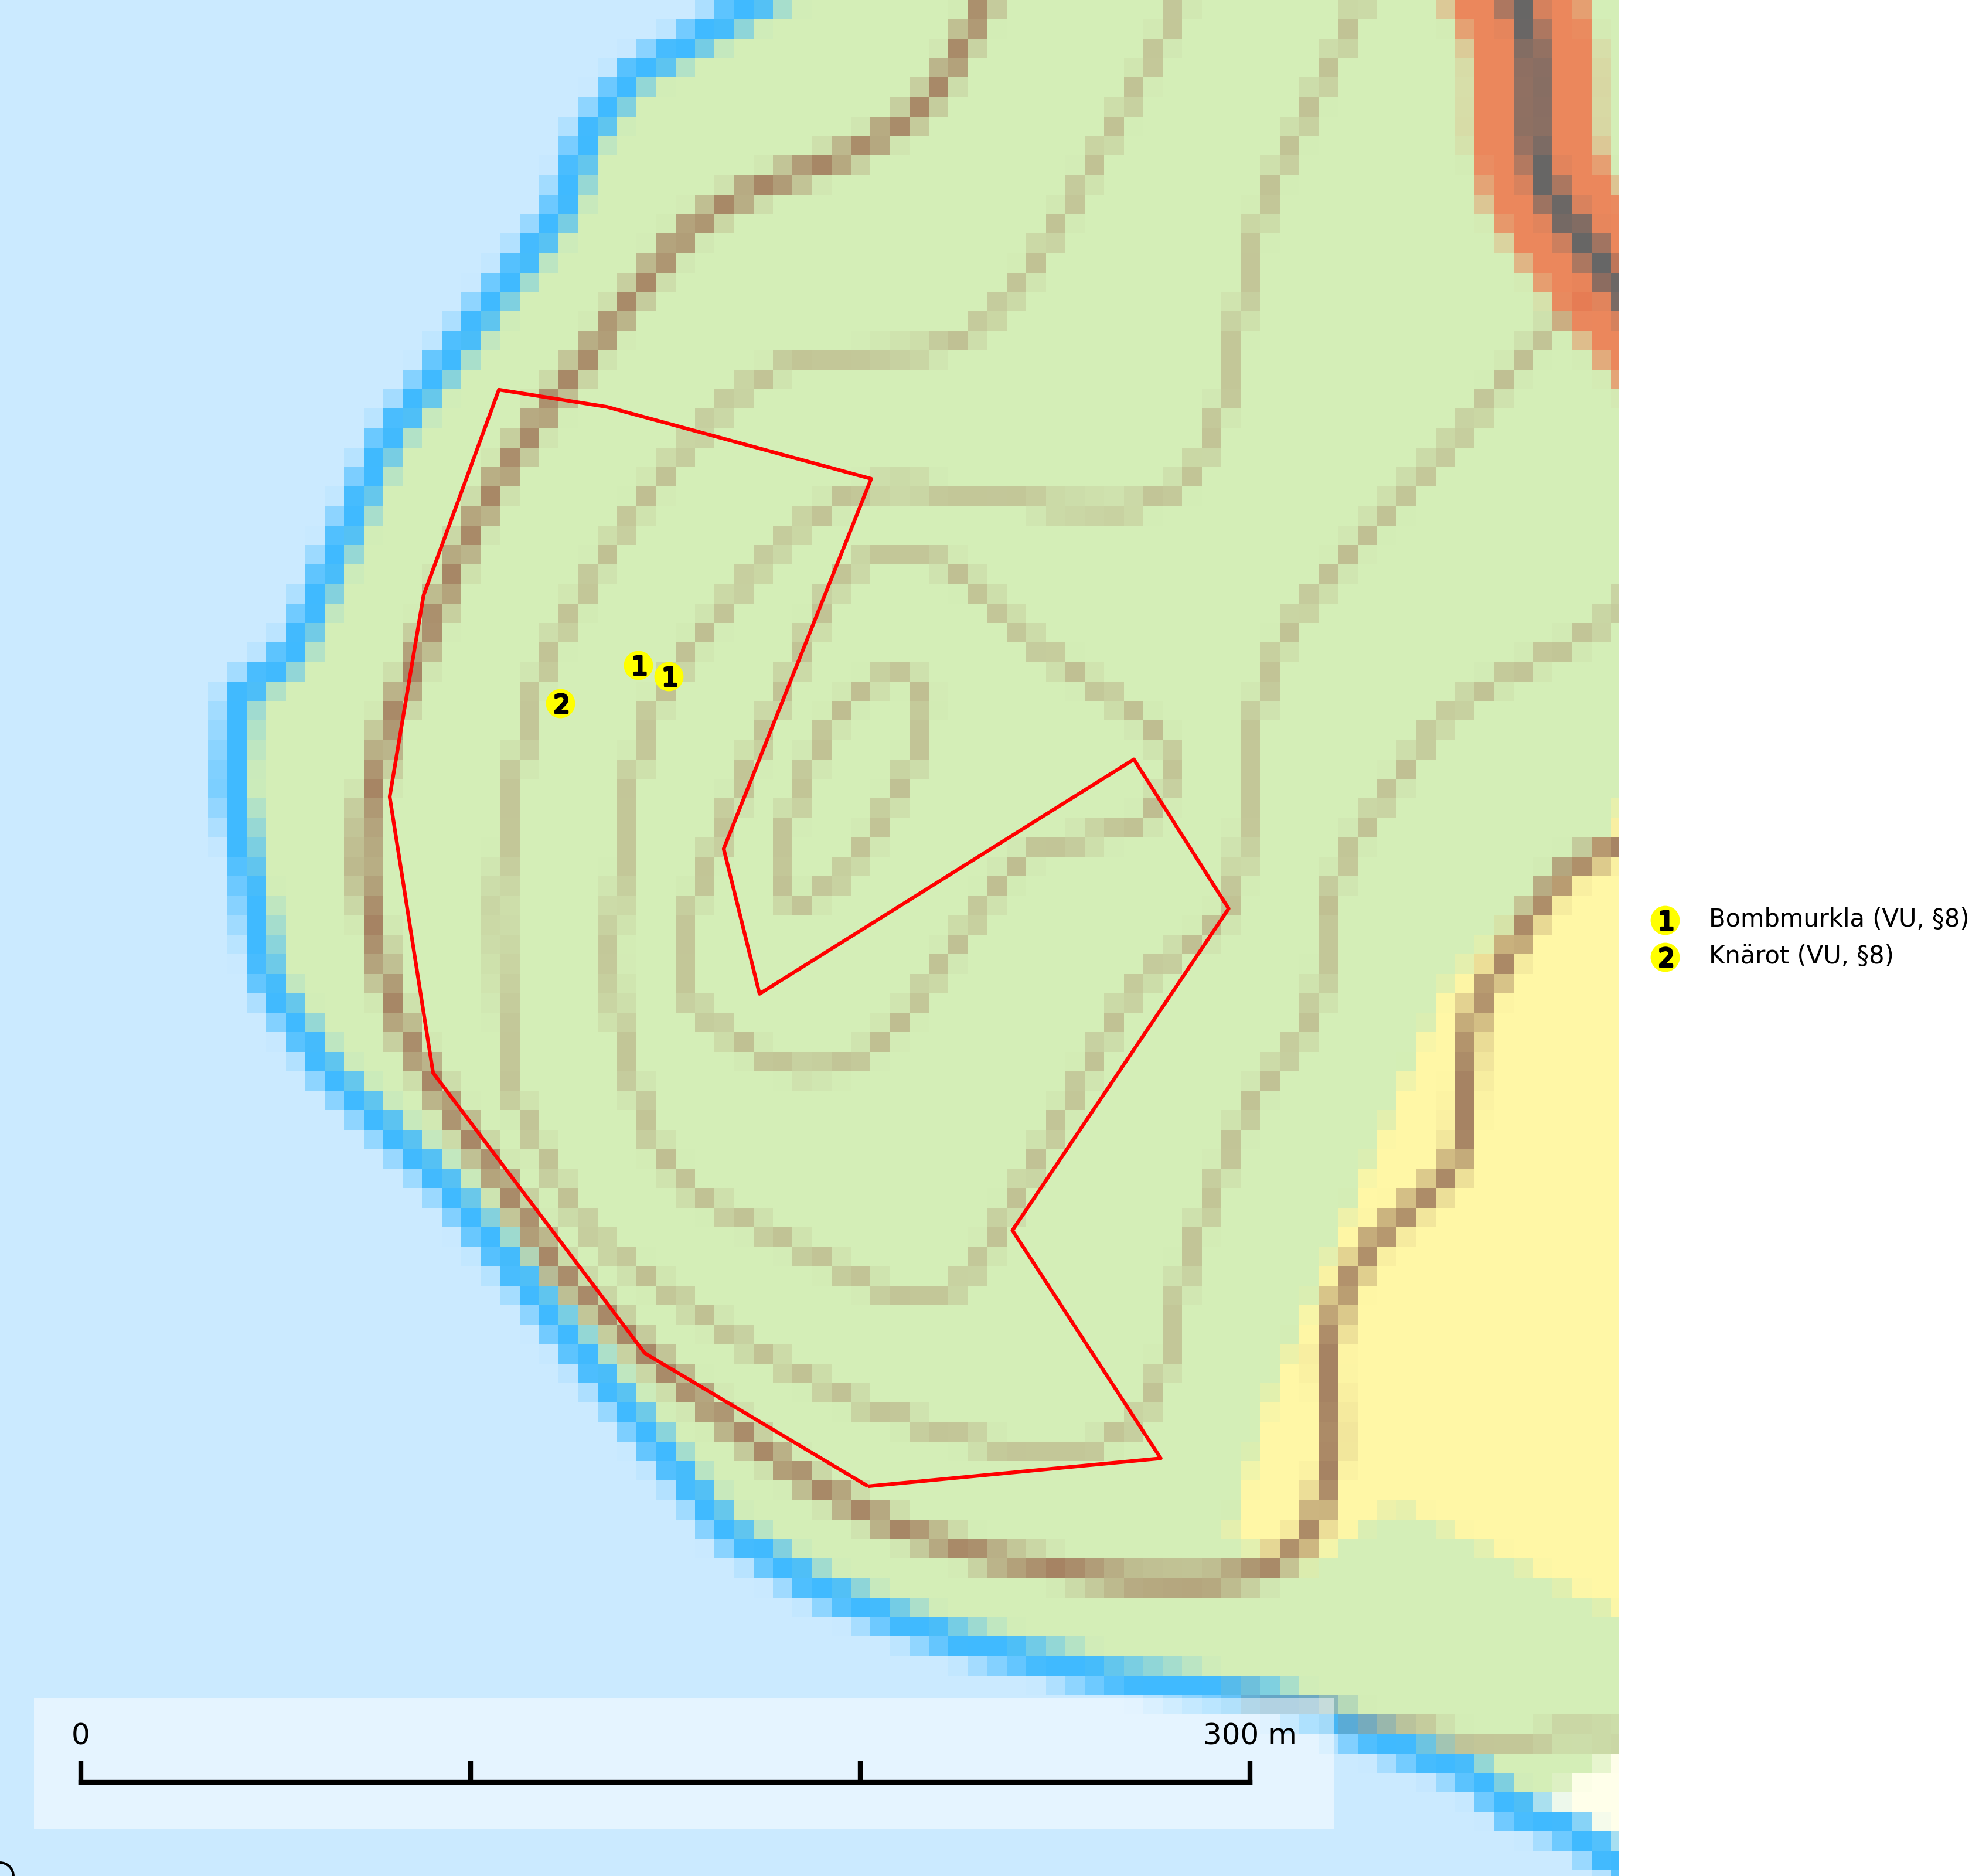 1
1
2
1 Bombmurkla (VU, §8)
2 Knärot (VU, §8)
0 300 m